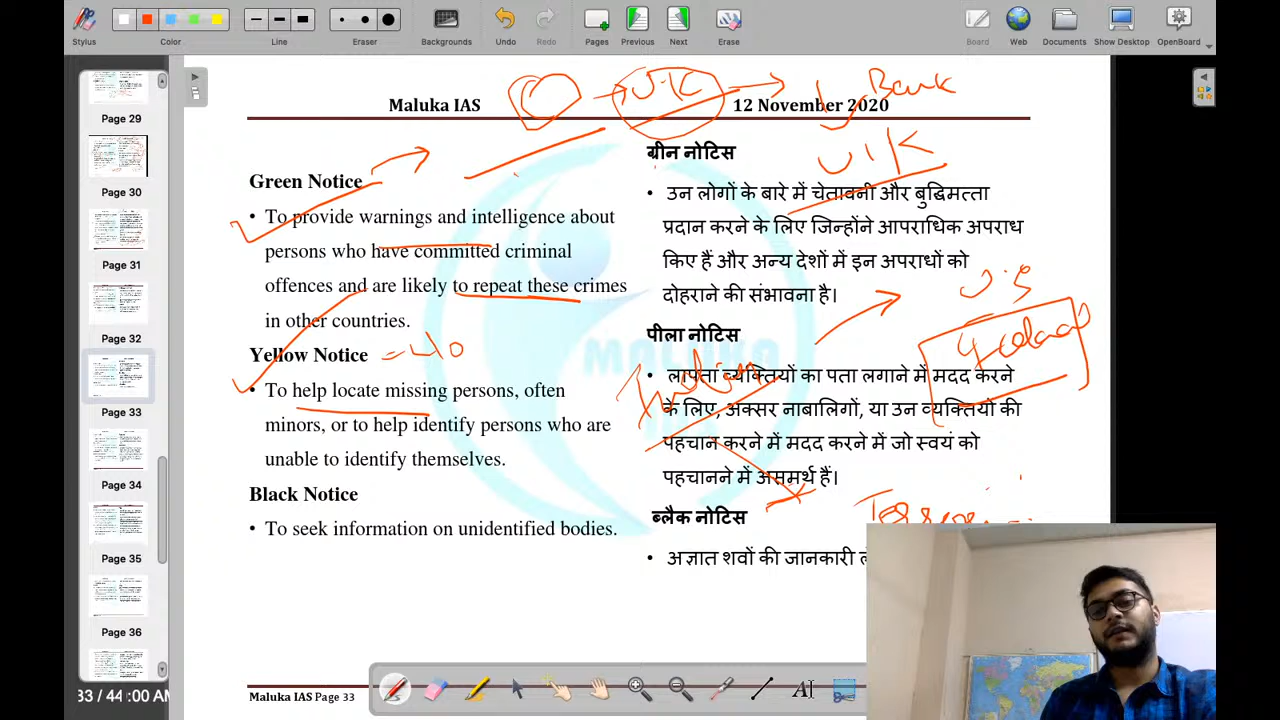 Stylus
Color
Line
Eraser
Backgrounds
Undo
Redo
Pages
Previous
Next
Erase
Board
Web
Documents
Show Desktop
OpenBoard
Page 29
Page 30
Page 31
Page 32
Page 33
Page 34
Page 35
Page 36
33 / 44 :00 AM
Maluka IAS
12 November 2020
U.K
Bank
U K
Green Notice
• To provide warnings and intelligence about
persons who have committed criminal
offences and are likely to repeat these crimes
in other countries.
Yellow Notice = 40
• To help locate missing persons, often
minors, or to help identify persons who are
unable to identify themselves.
Black Notice
• To seek information on unidentified bodies.
ग्रीन नोटिस
• उन लोगों के बारे में चेतावनी और बुद्धिमत्ता
प्रदान करने के लिए जिन्होंने आपराधिक अपराध
किए हैं और अन्य देशों में इन अपराधों को
दोहराने की संभावना है।
U.S
पीला नोटिस
• लापता व्यक्तियों का पता लगाने में मदद करने
के लिए, अक्सर नाबालिगों, या उन व्यक्तियों की
पहचान करने में मदद करने में जो स्वयं को
पहचानने में असमर्थ हैं।
ब्लैक नोटिस
• अज्ञात शवों की जानकारी
MALUKA
Maluka IAS Page 33